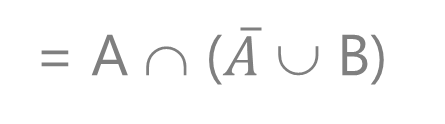 = A ∩ (Ā ∪ B)